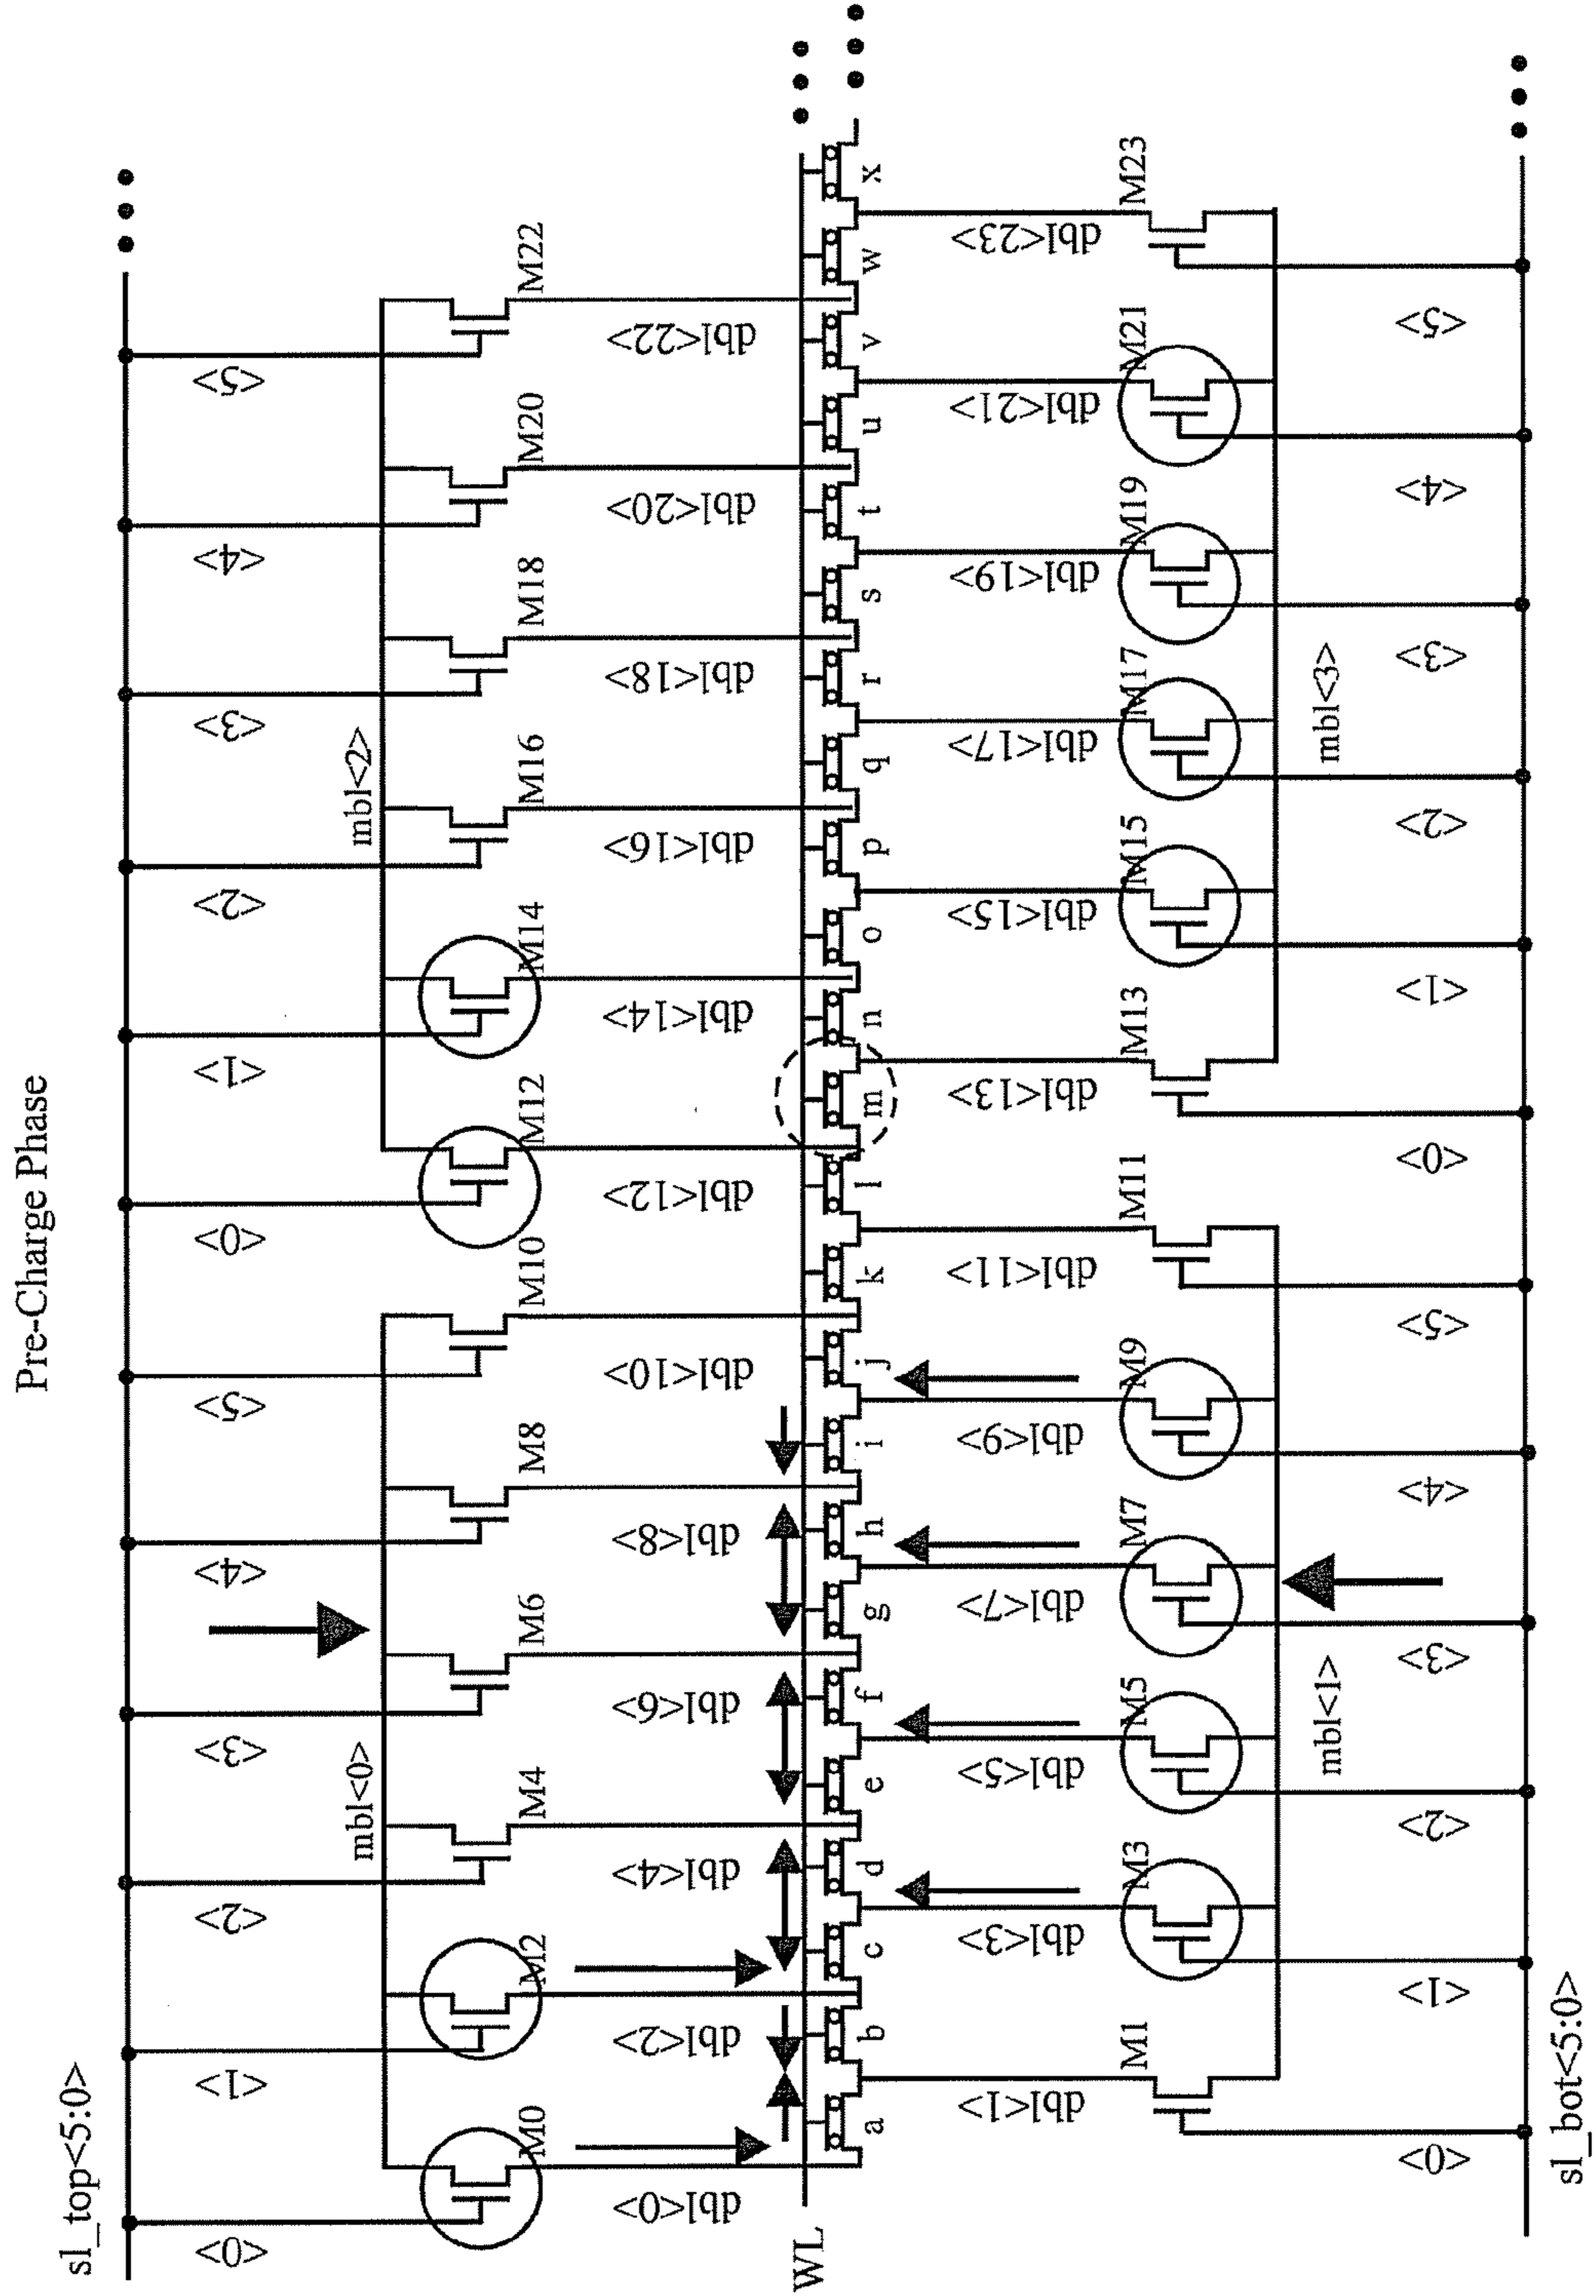 Pre-Charge Phase
sl_top<5:0>
<0>
<1>
<2>
<3>
<4>
<5>
<0>
<1>
<2>
<3>
<4>
<5>
mbl<0>
mbl<2>
M0
M2
M4
M6
M8
M10
M12
M14
M16
M18
M20
M22
dbl<0>
dbl<2>
dbl<4>
dbl<6>
dbl<8>
dbl<10>
dbl<12>
dbl<14>
dbl<16>
dbl<18>
dbl<20>
dbl<22>
WL
a
b
c
d
e
f
g
h
i
j
k
l
m
n
o
p
q
r
s
t
u
v
w
x
dbl<1>
dbl<3>
dbl<5>
dbl<7>
dbl<9>
dbl<11>
dbl<13>
dbl<15>
dbl<17>
dbl<19>
dbl<21>
dbl<23>
M1
M3
M5
M7
M9
M11
M13
M15
M17
M19
M21
M23
mbl<1>
mbl<3>
<0>
<1>
<2>
<3>
<4>
<5>
<0>
<1>
<2>
<3>
<4>
<5>
sl_bot<5:0>